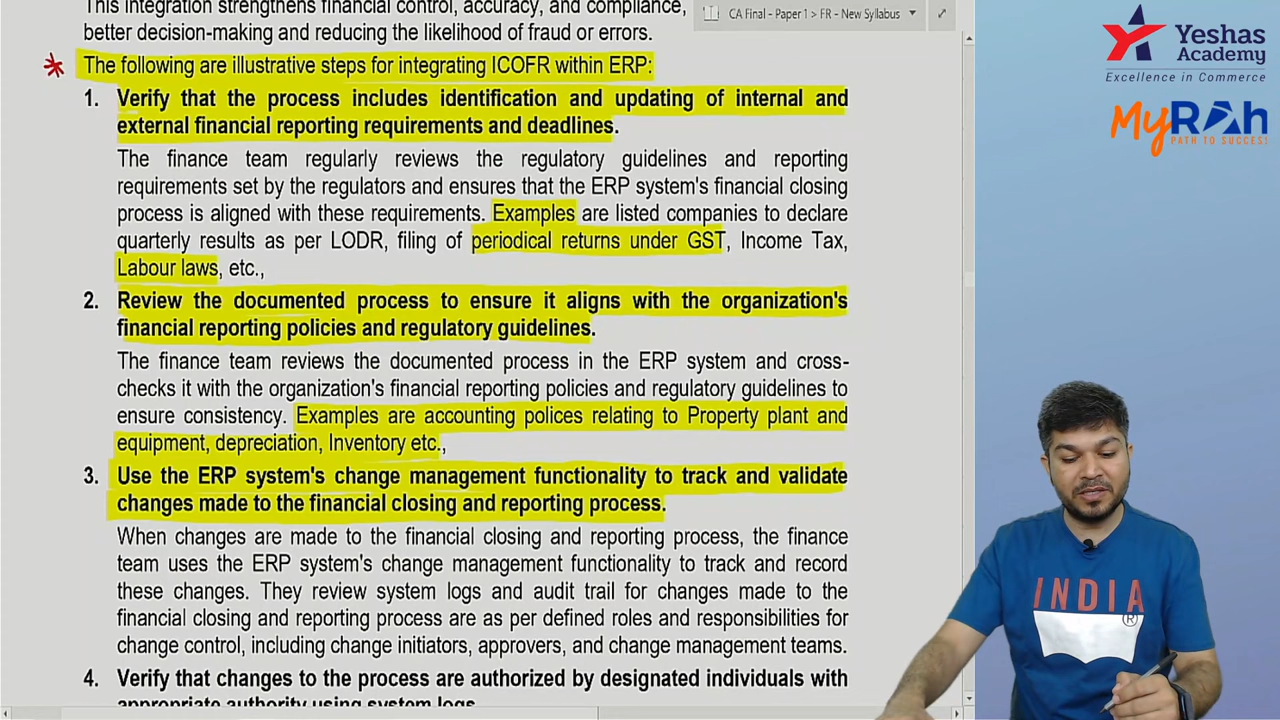 This integration strengthens financial control, accuracy, and compliance,
better decision-making and reducing the likelihood of fraud or errors.
The following are illustrative steps for integrating ICOFR within ERP:
1. Verify that the process includes identification and updating of internal and
external financial reporting requirements and deadlines.
The finance team regularly reviews the regulatory guidelines and reporting
requirements set by the regulators and ensures that the ERP system's financial closing
process is aligned with these requirements. Examples are listed companies to declare
quarterly results as per LODR, filing of periodical returns under GST, Income Tax,
Labour laws, etc.,
2. Review the documented process to ensure it aligns with the organization's
financial reporting policies and regulatory guidelines.
The finance team reviews the documented process in the ERP system and cross-
checks it with the organization's financial reporting policies and regulatory guidelines to
ensure consistency. Examples are accounting polices relating to Property plant and
equipment, depreciation, Inventory etc.,
3. Use the ERP system's change management functionality to track and validate
changes made to the financial closing and reporting process.
When changes are made to the financial closing and reporting process, the finance
team uses the ERP system's change management functionality to track and record
these changes. They review system logs and audit trail for changes made to the
financial closing and reporting process are as per defined roles and responsibilities for
change control, including change initiators, approvers, and change management teams.
4. Verify that changes to the process are authorized by designated individuals with
appropriate authority using system logs
CA Final - Paper 1 > FR - New Syllabus
Yeshas
Academy
Excellence in Commerce
MyRAh
PATH TO SUCCESS
INDIA
®